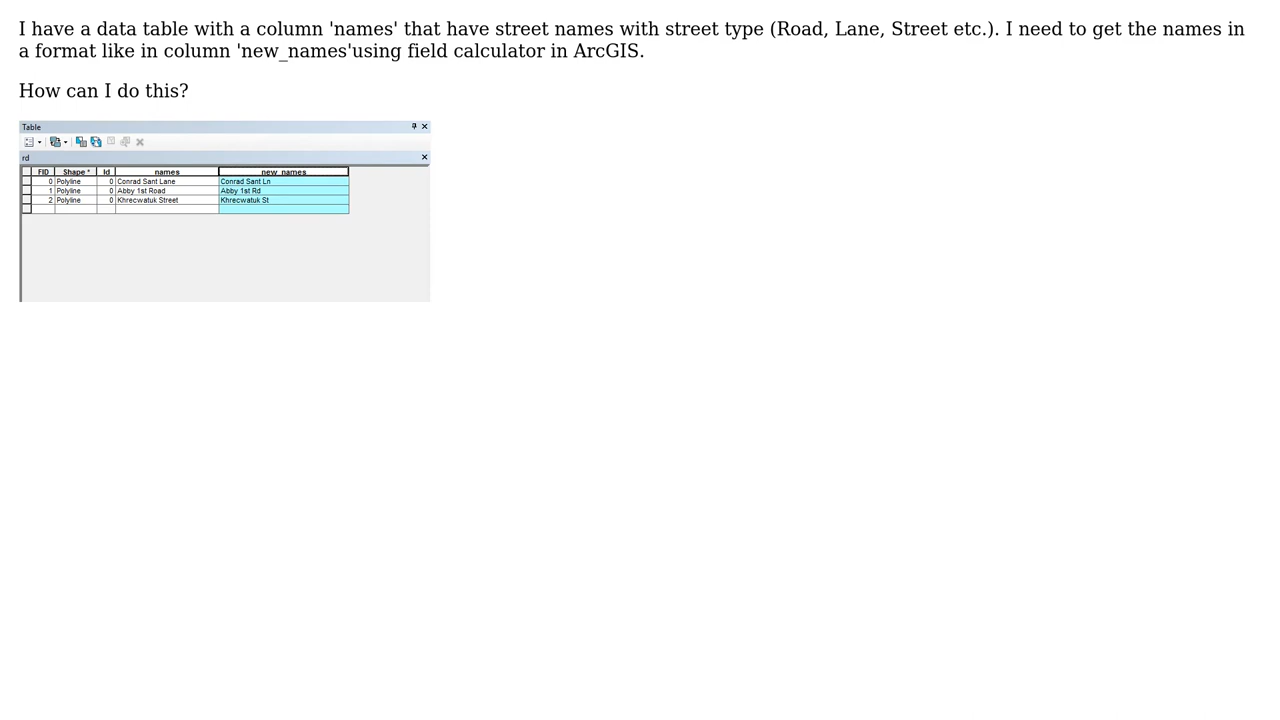 I have a data table with a column 'names' that have street names with street type (Road, Lane, Street etc.). I need to get the names in
a format like in column 'new_names'using field calculator in ArcGIS.
How can I do this?
Table
rd
FID Shape * Id names new_names
0 Polyline 0 Conrad Sant Lane Conrad Sant Ln
1 Polyline 0 Abby 1st Road Abby 1st Rd
2 Polyline 0 Khrecwatuk Street Khrecwatuk St